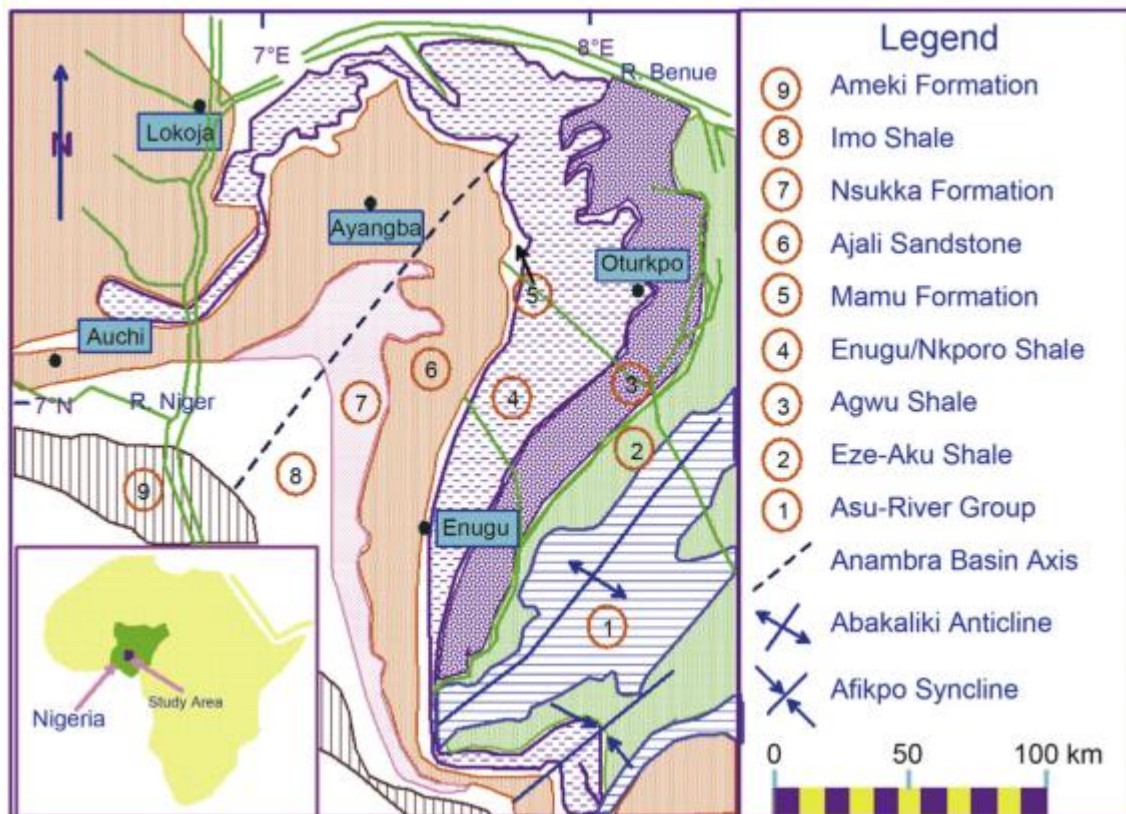 7°E
8°E
R. Benue
N
Lokoja
Ayangba
Oturkpo
5
Auchi
6
3
7°N
R. Niger
7
4
2
8
9
Enugu
1
Nigeria
Study Area
Legend
9 Ameki Formation
8 Imo Shale
7 Nsukka Formation
6 Ajali Sandstone
5 Mamu Formation
4 Enugu/Nkporo Shale
3 Agwu Shale
2 Eze-Aku Shale
1 Asu-River Group
Anambra Basin Axis
Abakaliki Anticline
Afikpo Syncline
0 50 100 km